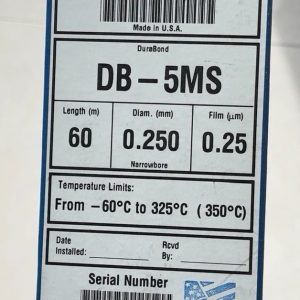 Made in U.S.A.
DuraBond
DB-5MS
Length (m) Diam. (mm) Film (μm)
60 0.250 0.25
Narrowbore
Temperature Limits:
From -60°C to 325°C (350°C)
Date Installed: Rcvd By:
Serial Number